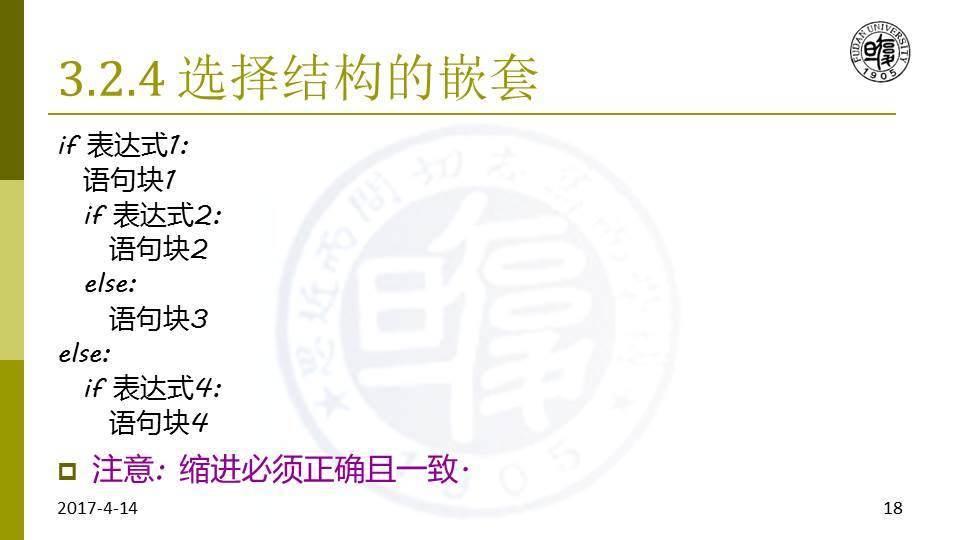 3.2.4 选择结构的嵌套
FUDAN UNIVERSITY
1905
if 表达式1:
语句块1
if 表达式2:
语句块2
else:
语句块3
else:
if 表达式4:
语句块4
注意: 缩进必须正确且一致.
2017-4-14
18